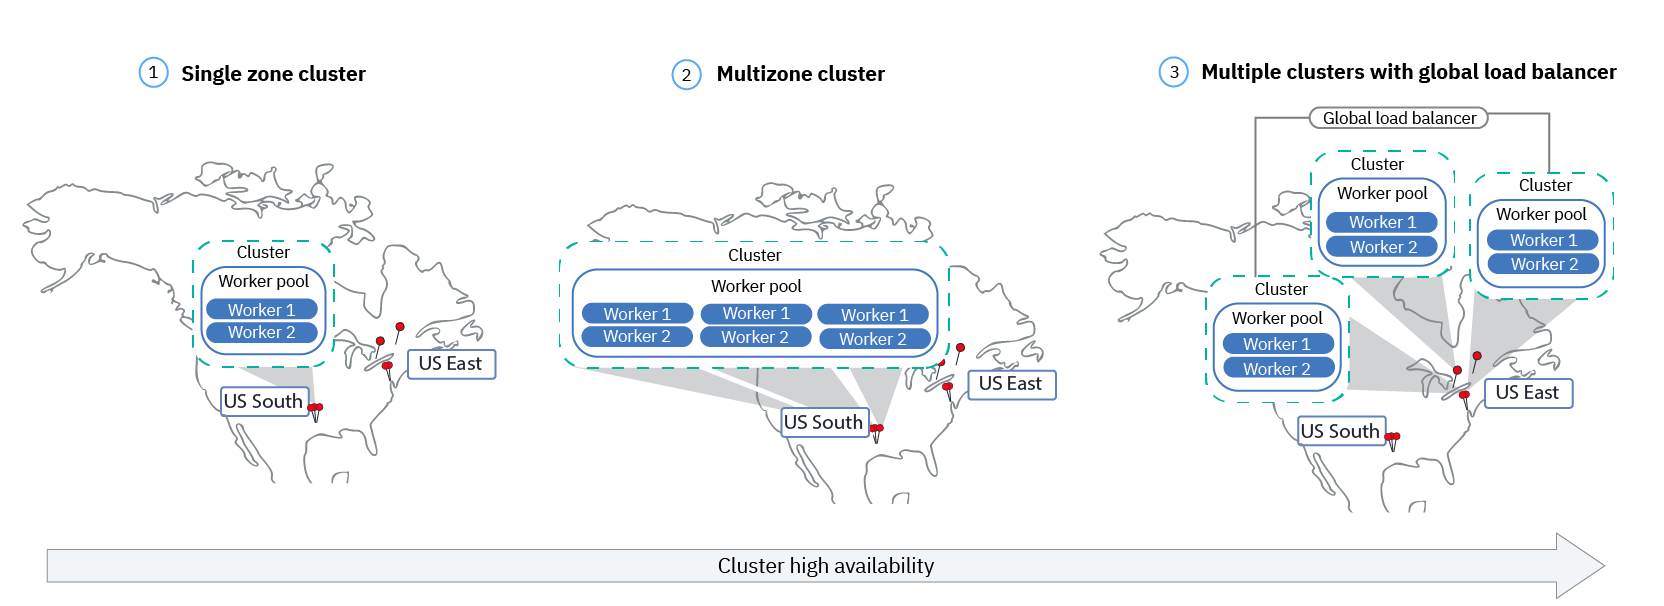 1 Single zone cluster
Cluster
Worker pool
Worker 1
Worker 2
US East
US South
2 Multizone cluster
Cluster
Worker pool
Worker 1 Worker 1 Worker 1
Worker 2 Worker 2 Worker 2
US East
US South
3 Multiple clusters with global load balancer
Global load balancer
Cluster
Worker pool
Worker 1
Worker 2
Cluster
Worker pool
Worker 1
Worker 2
Cluster
Worker pool
Worker 1
Worker 2
US East
US South
Cluster high availability